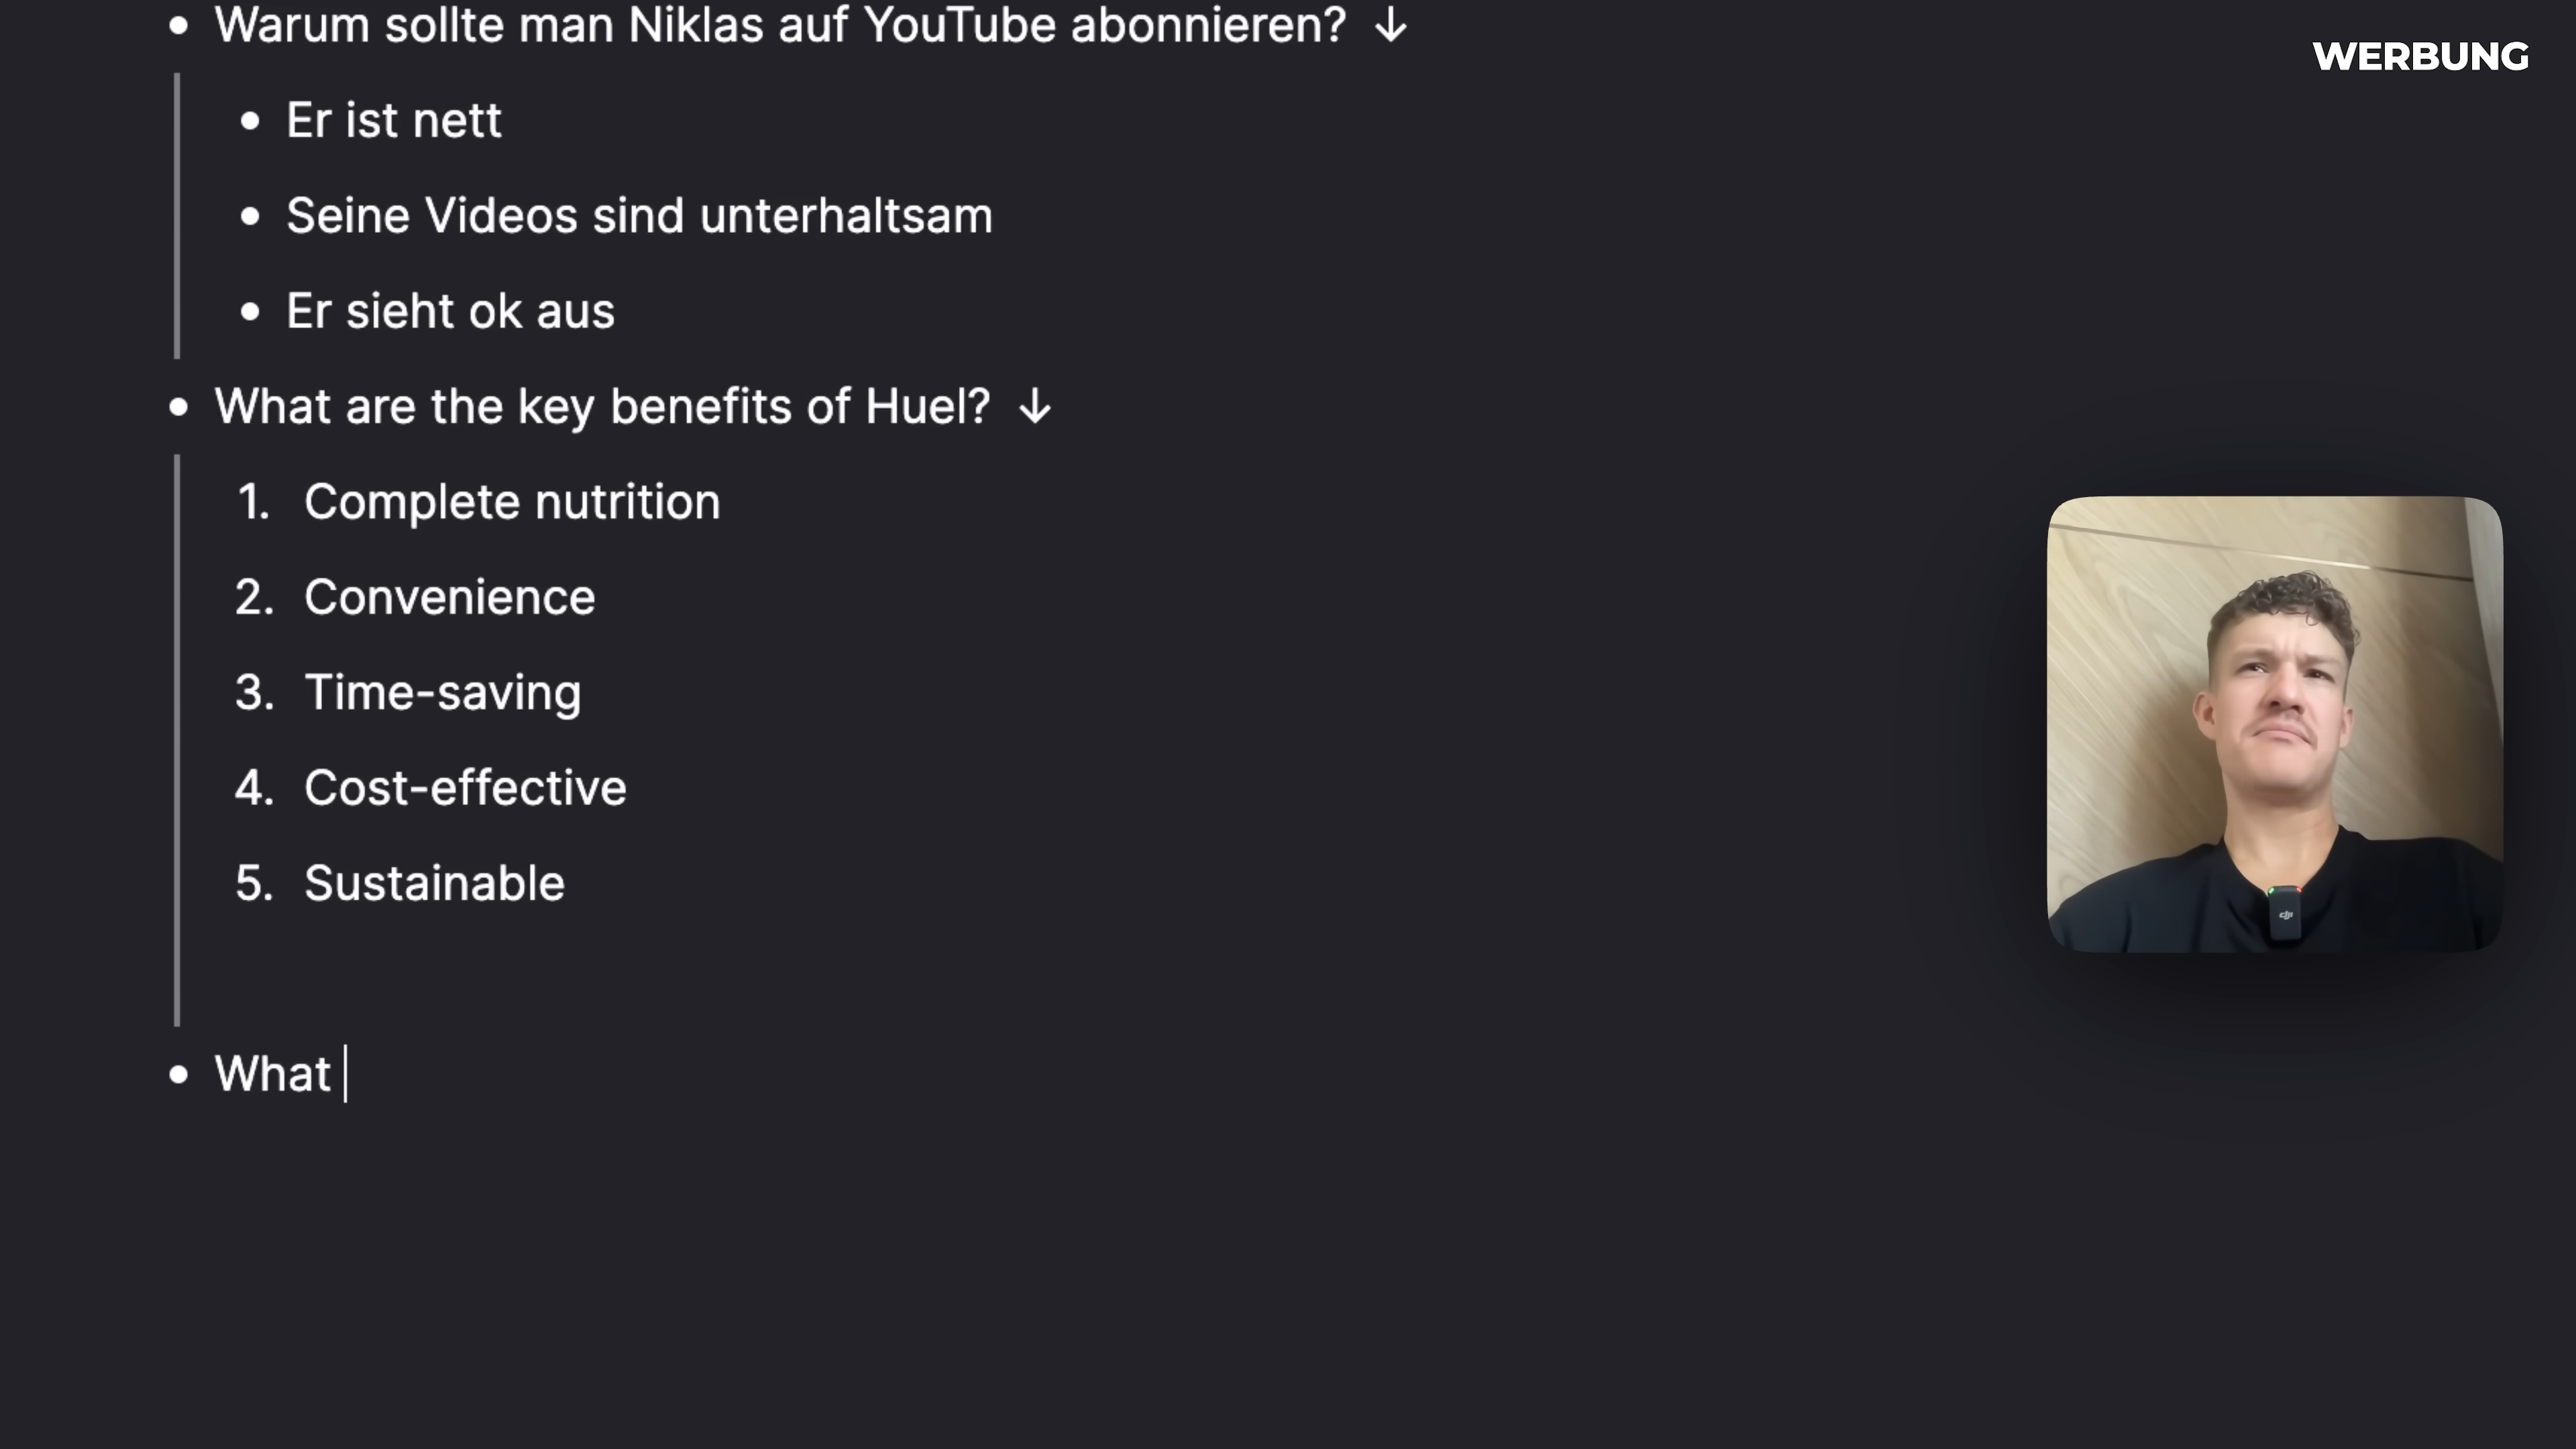 • Warum sollte man Niklas auf YouTube abonnieren? ↓
WERBUNG
• Er ist nett
• Seine Videos sind unterhaltsam
• Er sieht ok aus
• What are the key benefits of Huel? ↓
1. Complete nutrition
2. Convenience
3. Time-saving
4. Cost-effective
5. Sustainable
dji
• What